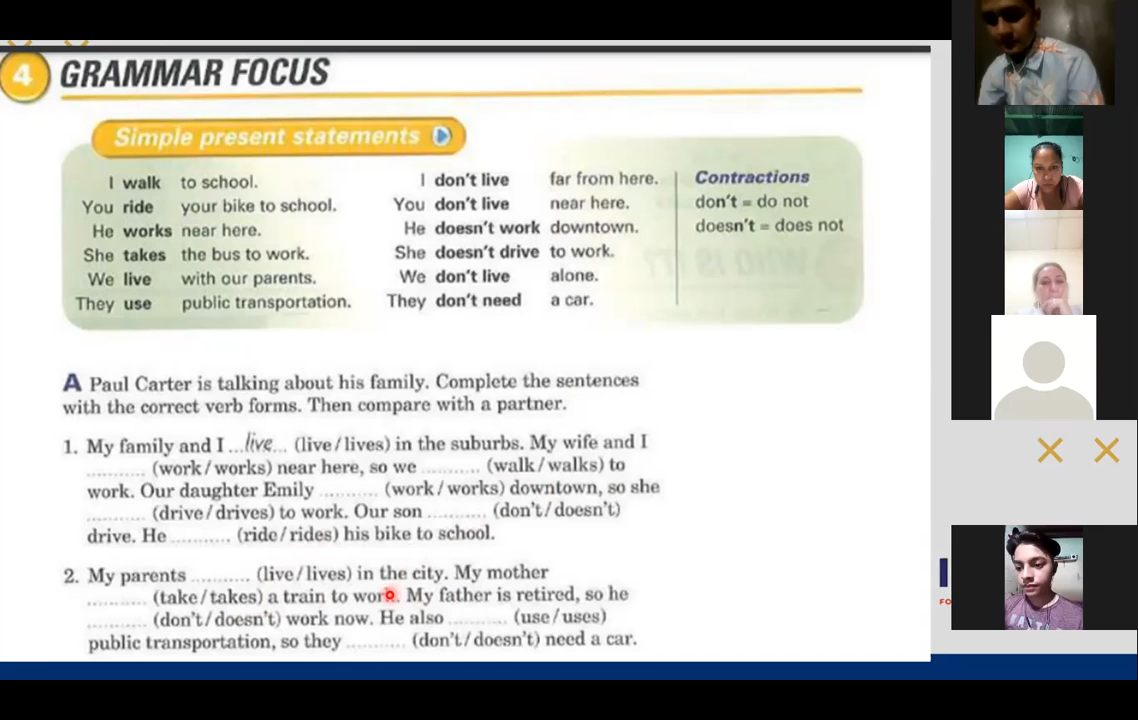 4 GRAMMAR FOCUS
Simple present statements
I walk to school.
You ride your bike to school.
He works near here.
She takes the bus to work.
We live with our parents.
They use public transportation.
I don't live far from here.
You don't live near here.
He doesn't work downtown.
She doesn't drive to work.
We don't live alone.
They don't need a car.
Contractions
don't = do not
doesn't = does not
A Paul Carter is talking about his family. Complete the sentences
with the correct verb forms. Then compare with a partner.
1. My family and I ...live... (live / lives) in the suburbs. My wife and I
........... (work / works) near here, so we ........... (walk / walks) to
work. Our daughter Emily ........... (work / works) downtown, so she
........... (drive / drives) to work. Our son ........... (don't / doesn't)
drive. He ........... (ride / rides) his bike to school.
2. My parents ........... (live / lives) in the city. My mother
........... (take / takes) a train to work. My father is retired, so he
........... (don't / doesn't) work now. He also ........... (use / uses)
public transportation, so they ........... (don't / doesn't) need a car.